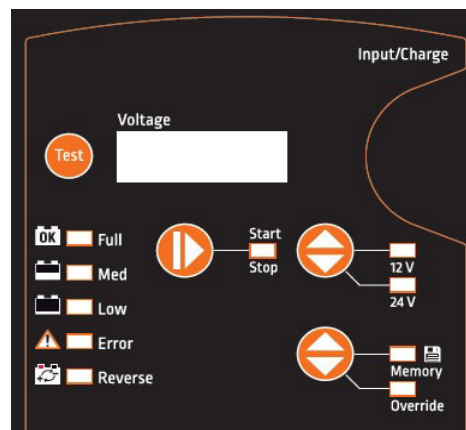 Input/Charge
Voltage
Test
OK Full
Start
Stop
Med
12 V
24 V
Low
Error
Memory
Reverse
Override